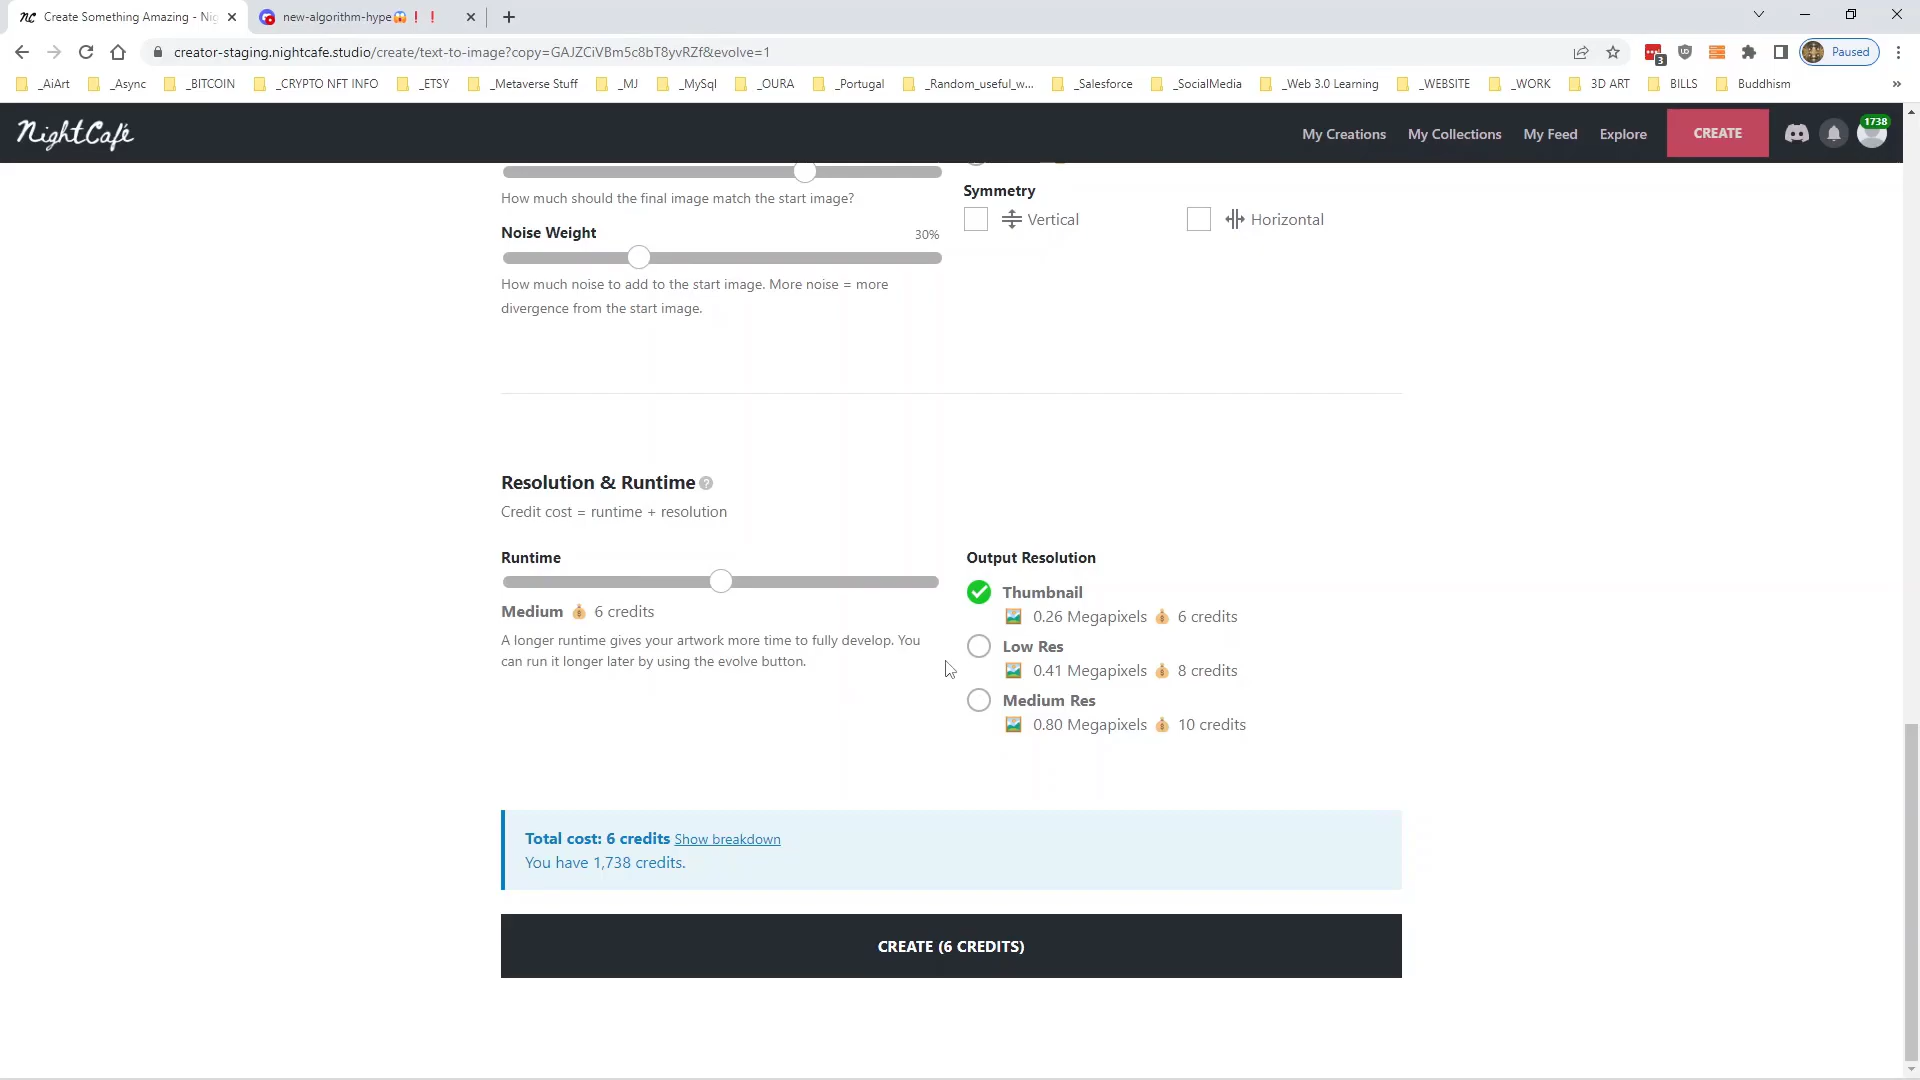 Create Something Amazing - Nig
new-algorithm-hype😱❗❗
creator-staging.nightcafe.studio/create/text-to-image?copy=GAJZCiVBm5c8bT8yvRZf&evolve=1
3
Paused
_AiArt
_Async
_BITCOIN
_CRYPTO NFT INFO
_ETSY
_Metaverse Stuff
_MJ
_MySql
_OURA
_Portugal
_Random_useful_w...
_Salesforce
_SocialMedia
_Web 3.0 Learning
_WEBSITE
_WORK
3D ART
BILLS
Buddhism
»
NightCafé
My Creations
My Collections
My Feed
Explore
CREATE
1738
How much should the final image match the start image?
Symmetry
Vertical
Horizontal
Noise Weight
30%
How much noise to add to the start image. More noise = more
divergence from the start image.
Resolution & Runtime ?
Credit cost = runtime + resolution
Runtime
Medium 💰 6 credits
A longer runtime gives your artwork more time to fully develop. You
can run it longer later by using the evolve button.
Output Resolution
Thumbnail
0.26 Megapixels 💰 6 credits
Low Res
0.41 Megapixels 💰 8 credits
Medium Res
0.80 Megapixels 💰 10 credits
Total cost: 6 credits Show breakdown
You have 1,738 credits.
CREATE (6 CREDITS)